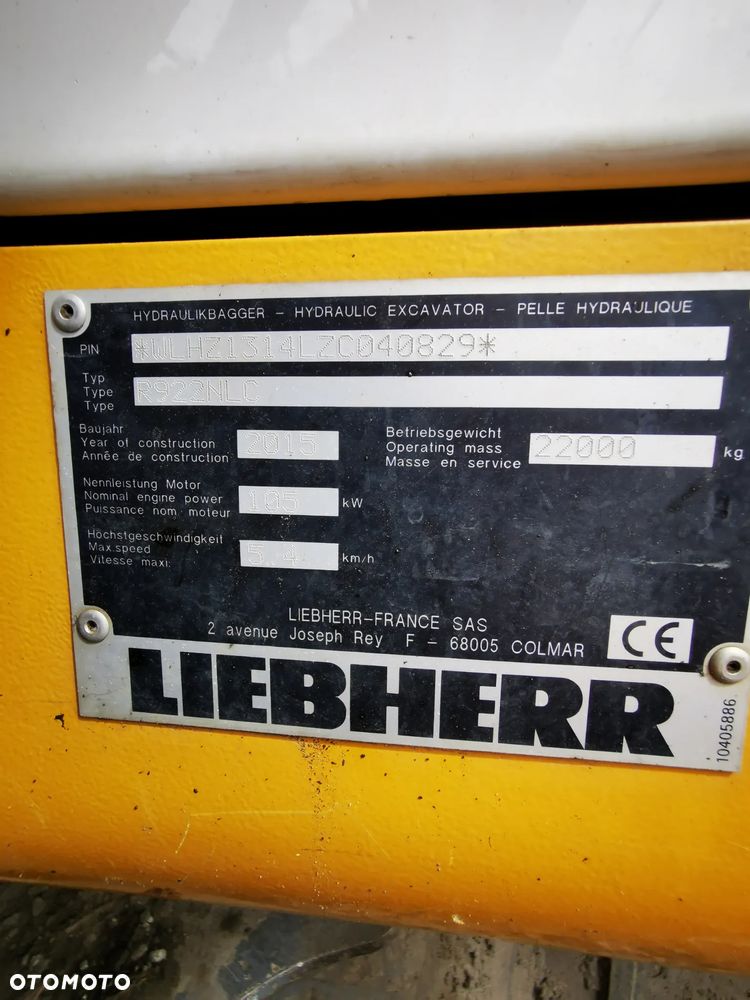 HYDRAULIKBAGGER - HYDRAULIC EXCAVATOR - PELLE HYDRAULIQUE
PIN *WLHZ1314LZC040829*
Typ
Type R922NLC
Type
Baujahr
Year of construction 2015
Année de construction
Betriebsgewicht
Operating mass 22000 kg
Masse en service
Nennleistung Motor
Nominal engine power 105 kW
Puissance nom. moteur
Höchstgeschwindigkeit
Max.speed 5.4 km/h
Vitesse maxi.
LIEBHERR-FRANCE SAS
2 avenue Joseph Rey F - 68005 COLMAR
CE
LIEBHERR
10405886
OTOMOTO